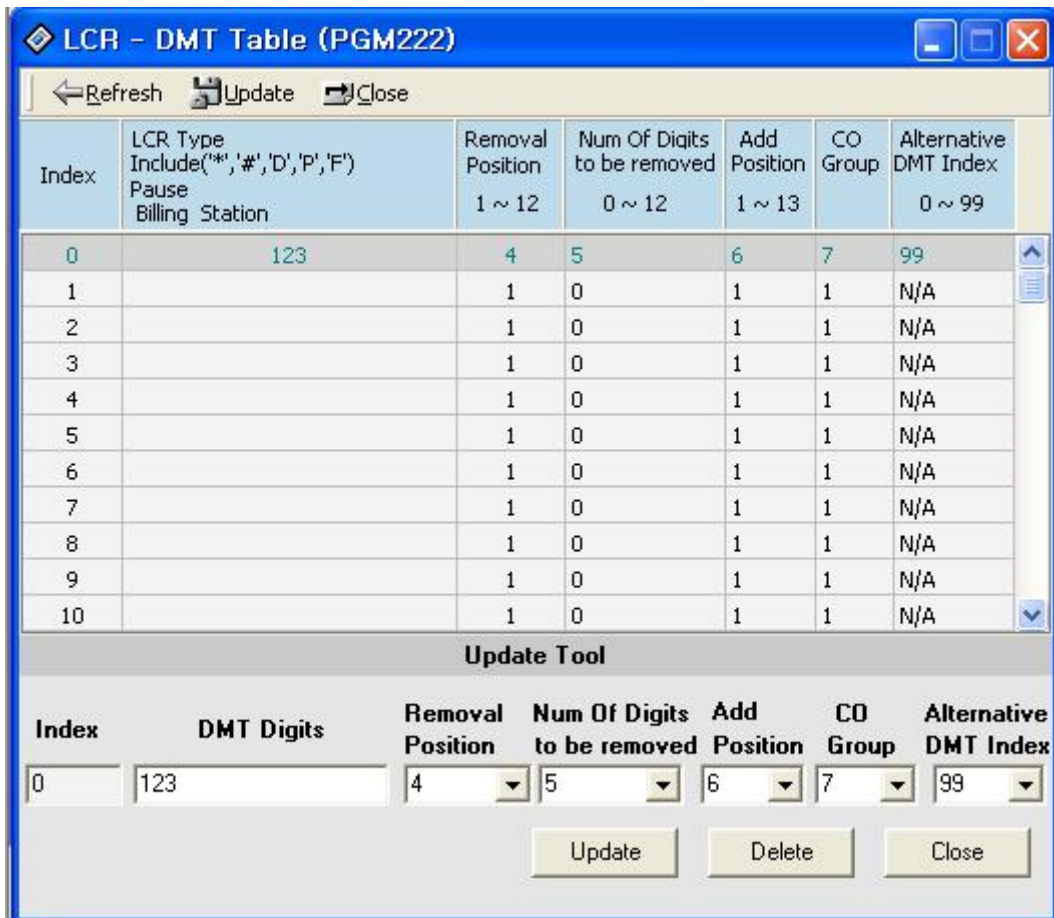 LCR - DMT Table (PGM222)
Refresh Update Close
Index
LCR Type
Include('*','#','D','P','F')
Pause
Billing Station
Removal
Position
1 ~ 12
Num Of Digits
to be removed
0 ~ 12
Add
Position
1 ~ 13
CO
Group
Alternative
DMT Index
0 ~ 99
0 123 4 5 6 7 99
1 1 0 1 1 N/A
2 1 0 1 1 N/A
3 1 0 1 1 N/A
4 1 0 1 1 N/A
5 1 0 1 1 N/A
6 1 0 1 1 N/A
7 1 0 1 1 N/A
8 1 0 1 1 N/A
9 1 0 1 1 N/A
10 1 0 1 1 N/A
Update Tool
Index
DMT Digits
Removal
Position
Num Of Digits
to be removed
Add
Position
CO
Group
Alternative
DMT Index
0 123 4 5 6 7 99
Update Delete Close